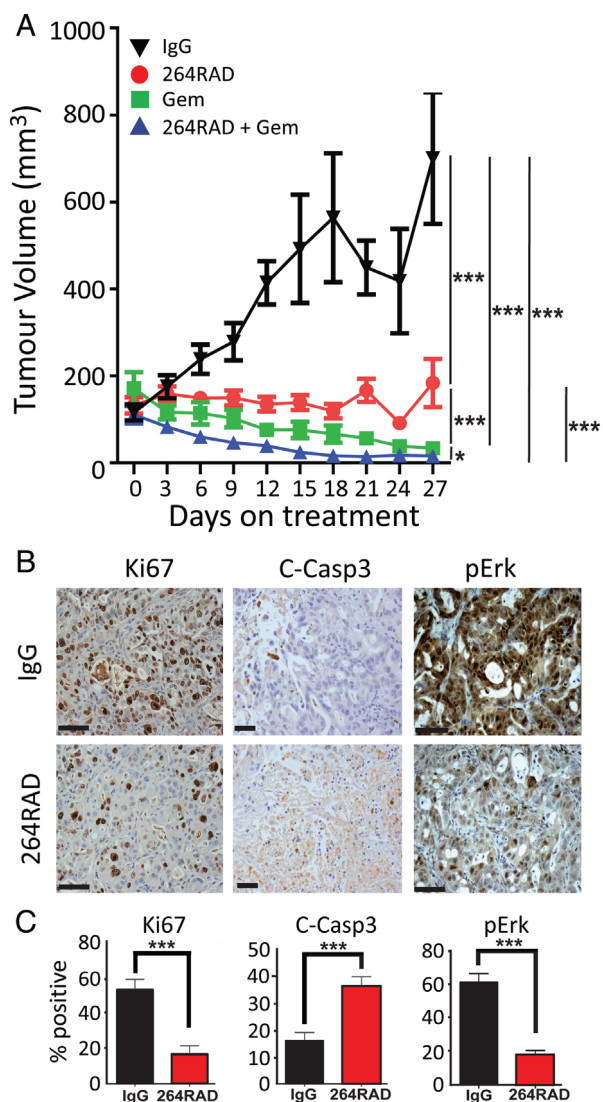 A
1000
800
600
400
200
0
Tumour Volume (mm³)
IgG
264RAD
Gem
264RAD + Gem
***
***
***
***
***
*
0 3 6 9 12 15 18 21 24 27
Days on treatment
B
Ki67 C-Casp3 pErk
IgG
264RAD
C
Ki67 C-Casp3 pErk
% positive
80
60
40
20
0
***
IgG 264RAD
50
40
30
20
10
0
***
IgG 264RAD
80
60
40
20
0
***
IgG 264RAD